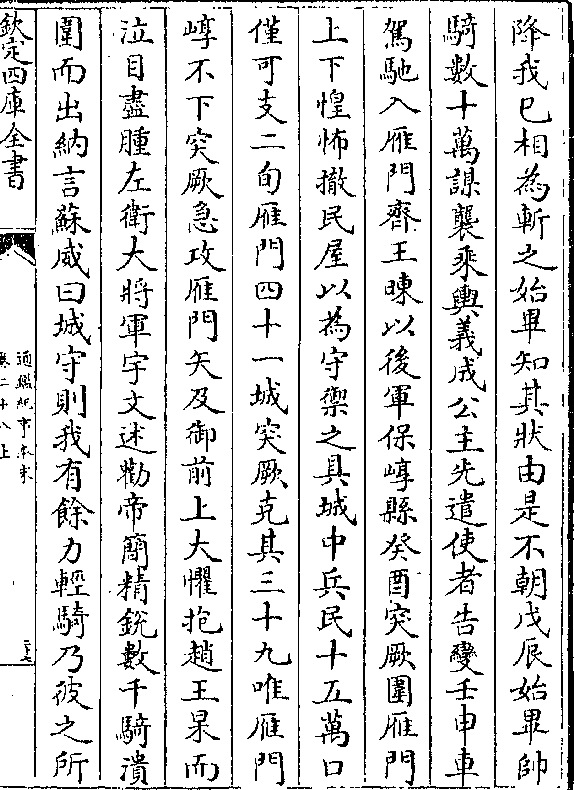 降我已相為斬之始畢知其狀由是不朝戊辰始畢帥
騎數十萬謀襲乘輿義成公主先遣使者告變壬申車
駕馳入雁門齊王暕以後軍保崞縣癸酉突厥圍雁門
上下惶怖撤民屋以為守禦之具城中兵民十五萬口
僅可支二旬雁門四十一城突厥克其三十九唯雁門
崞不下突厥急攻雁門矢及御前上大懼抱趙王杲而
泣目盡腫左衛大將軍宇文述勸帝簡精銳數千騎潰
圍而出納言蘇威曰城守則我有餘力輕騎乃彼之所
欽定四庫全書
通鑑紀事本末
卷二十八上